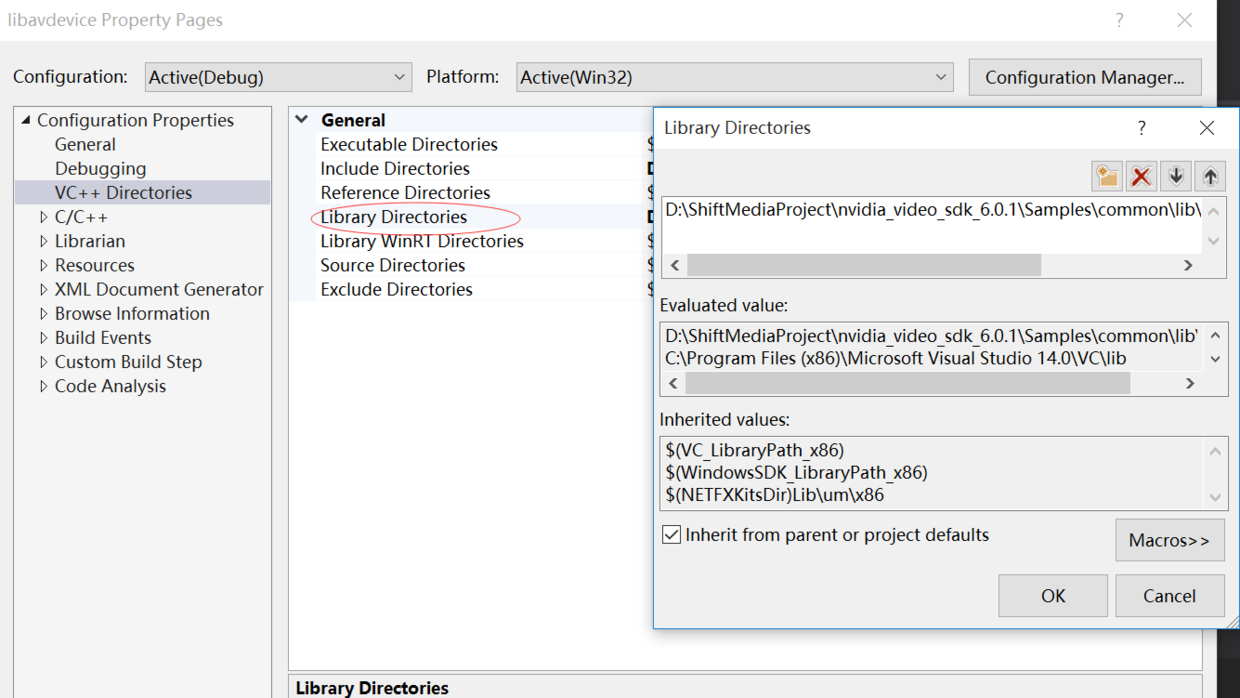 libavdevice Property Pages
?
Configuration:
Active(Debug)
Platform:
Active(Win32)
Configuration Manager...
Configuration Properties
General
Debugging
VC++ Directories
C/C++
Librarian
Resources
XML Document Generator
Browse Information
Build Events
Custom Build Step
Code Analysis
General
Executable Directories
$
Include Directories
Reference Directories
$
Library Directories
Library WinRT Directories
$
Source Directories
$
Exclude Directories
$
Library Directories
Library Directories
?
D:\ShiftMediaProject\nvidia_video_sdk_6.0.1\Samples\common\lib\
Evaluated value:
D:\ShiftMediaProject\nvidia_video_sdk_6.0.1\Samples\common\lib\
C:\Program Files (x86)\Microsoft Visual Studio 14.0\VC\lib
Inherited values:
$(VC_LibraryPath_x86)
$(WindowsSDK_LibraryPath_x86)
$(NETFXKitsDir)Lib\um\x86
Inherit from parent or project defaults
Macros>>
OK
Cancel